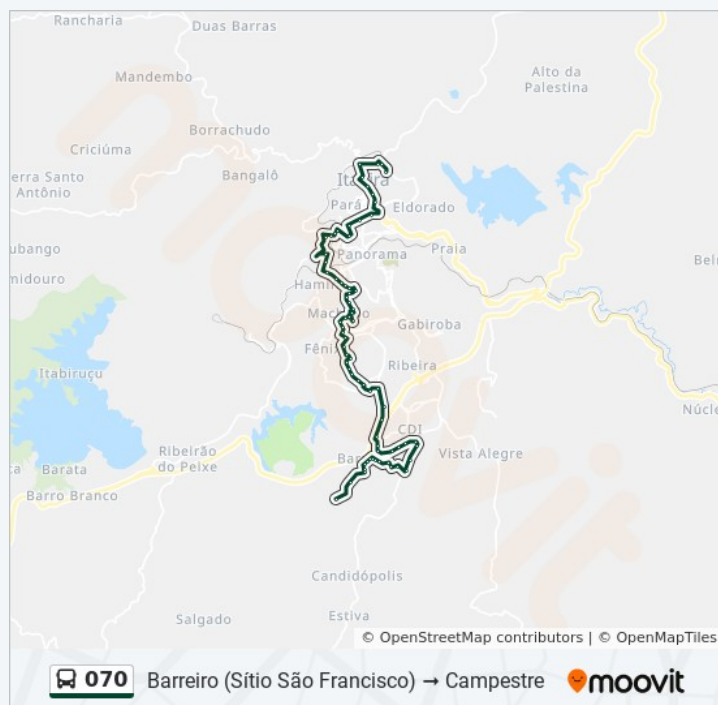 Rancharia
Duas Barras
Mandembo
Alto da
Palestina
Borrachudo
Criciúma
erra Santo
Antônio
Bangalô
Pará
Eldorado
ubango
Praia
Panorama
midouro
Bel
Gabiroba
Fênix
Ribeira
Itabiruçu
Núcle
CDI
Ribeirão
do Peixe
Vista Alegre
ta
Barata
Barro Branco
Candidópolis
Salgado
Estiva
© OpenStreetMap contributors | © OpenMapTiles
070 Barreiro (Sítio São Francisco) → Campestre moovit